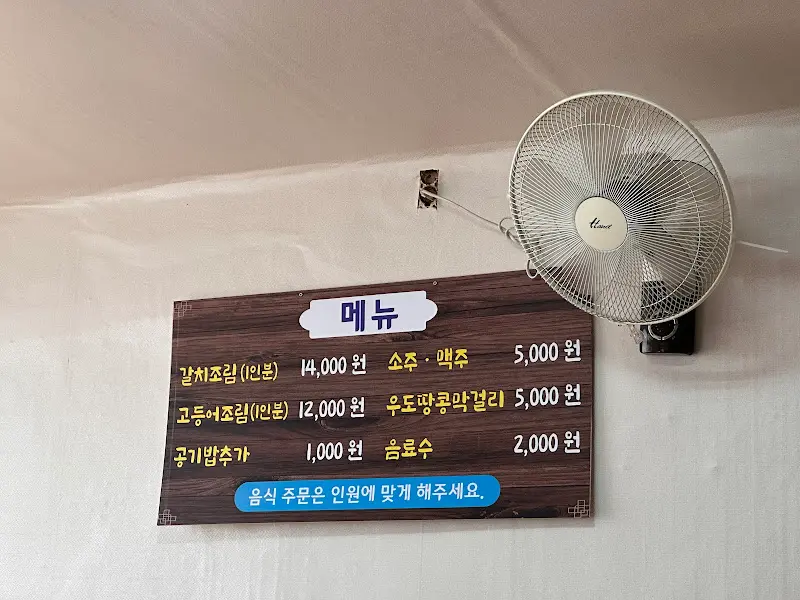 메뉴
갈치조림(1인분) 14,000 원
고등어조림(1인분) 12,000 원
공기밥추가 1,000 원
소주 · 맥주 5,000 원
우도땅콩막걸리 5,000 원
음료수 2,000 원
음식 주문은 인원에 맞게 해주세요.